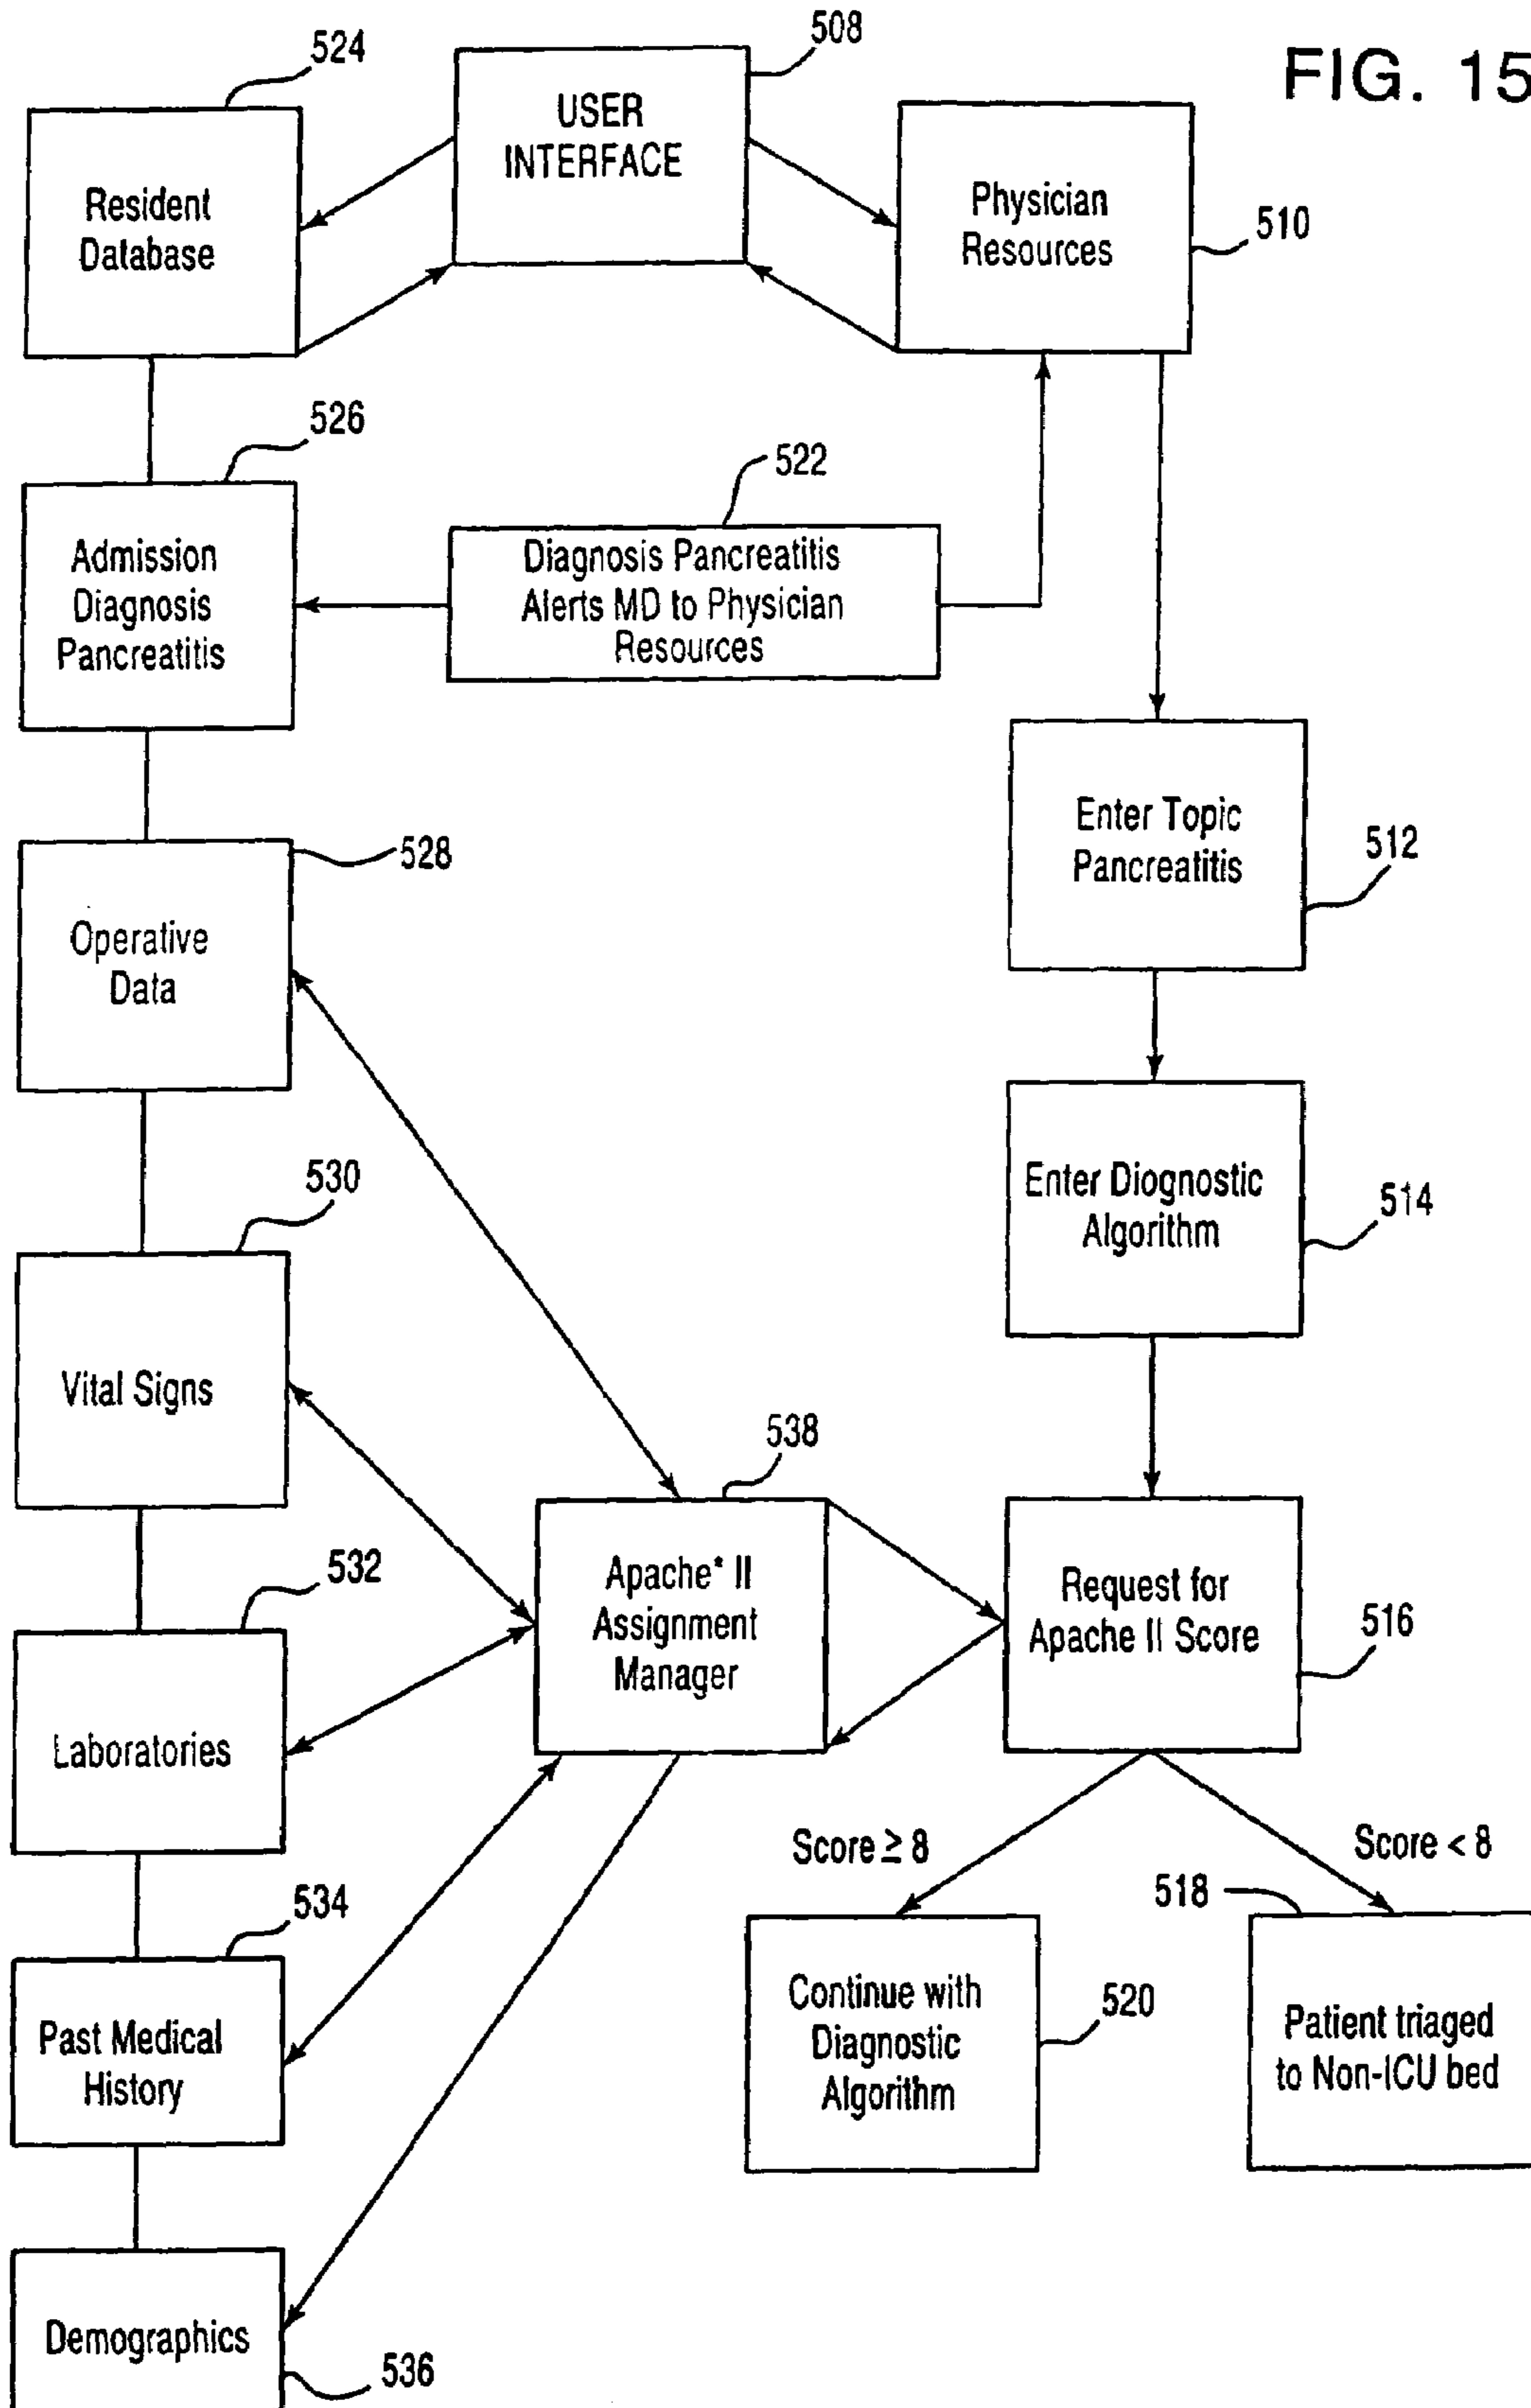 FIG. 15
524
508
USER
INTERFACE
Resident
Database
Physician
Resources
510
526
522
Admission
Diagnosis
Pancreatitis
Diagnosis Pancreatitis
Alerts MD to Physician
Resources
Enter Topic
Pancreatitis
512
528
Operative
Data
Enter Diognostic
Algorithm
514
530
Vital Signs
538
Apache* II
Assignment
Manager
Request for
Apache II Score
516
532
Laboratories
Score ≥ 8
Score < 8
534
Past Medical
History
518
Continue with
Diagnostic
Algorithm
520
Patient triaged
to Non-ICU bed
Demographics
536